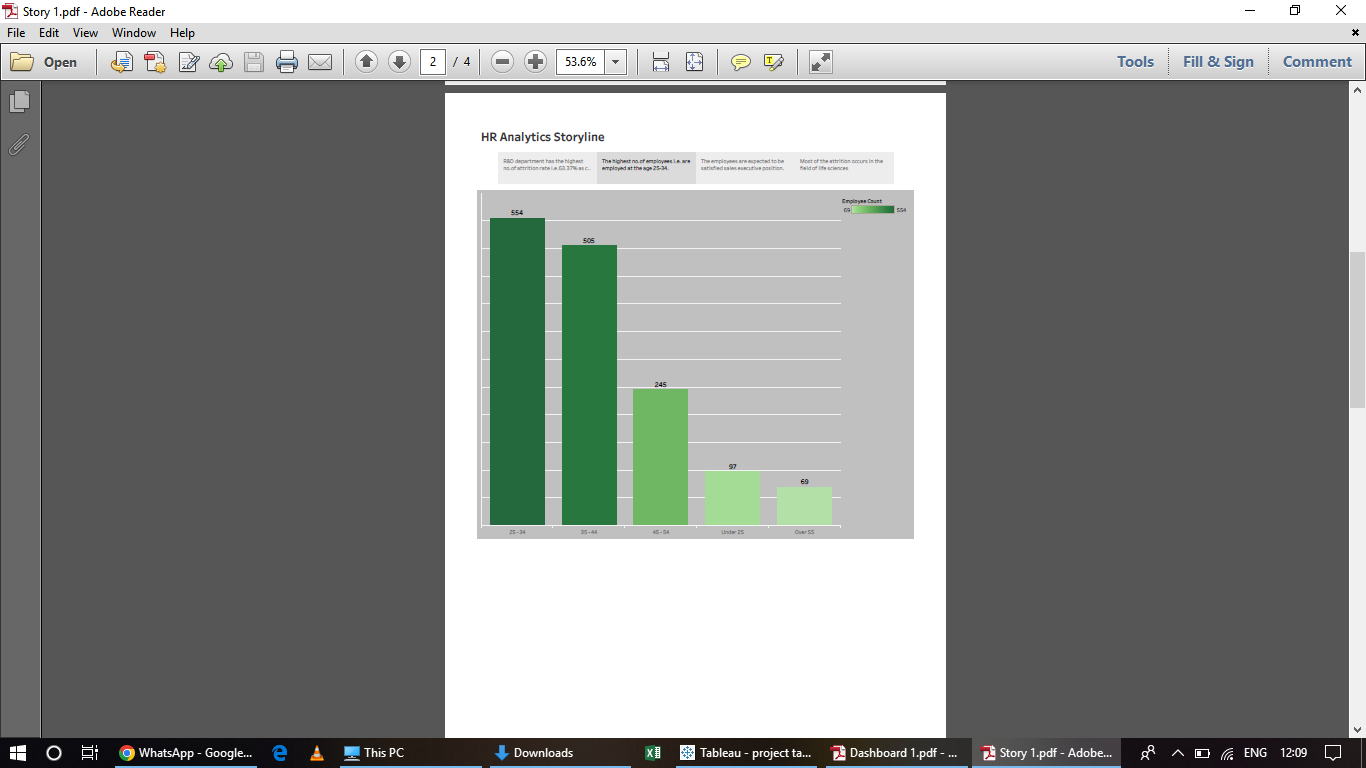 Story 1.pdf - Adobe Reader
File Edit View Window Help
Open 2 / 4 53.6% Tools Fill & Sign Comment
HR Analytics Storyline
R&D department has the highest
no.of attrition rate i.e.63.37% as c..
The highest no.of employees i.e. are
employed at the age 25-34.
The employees are expected to be
satisfied sales executive position.
Most of the attrition occurs in the
field of life sciences
Employee Count
69 554
554
505
245
97
69
25 - 34 35 - 44 45 - 54 Under 25 Over 55
WhatsApp - Google... This PC Downloads Tableau - project ta... Dashboard 1.pdf - ... Story 1.pdf - Adobe... ENG 12:09